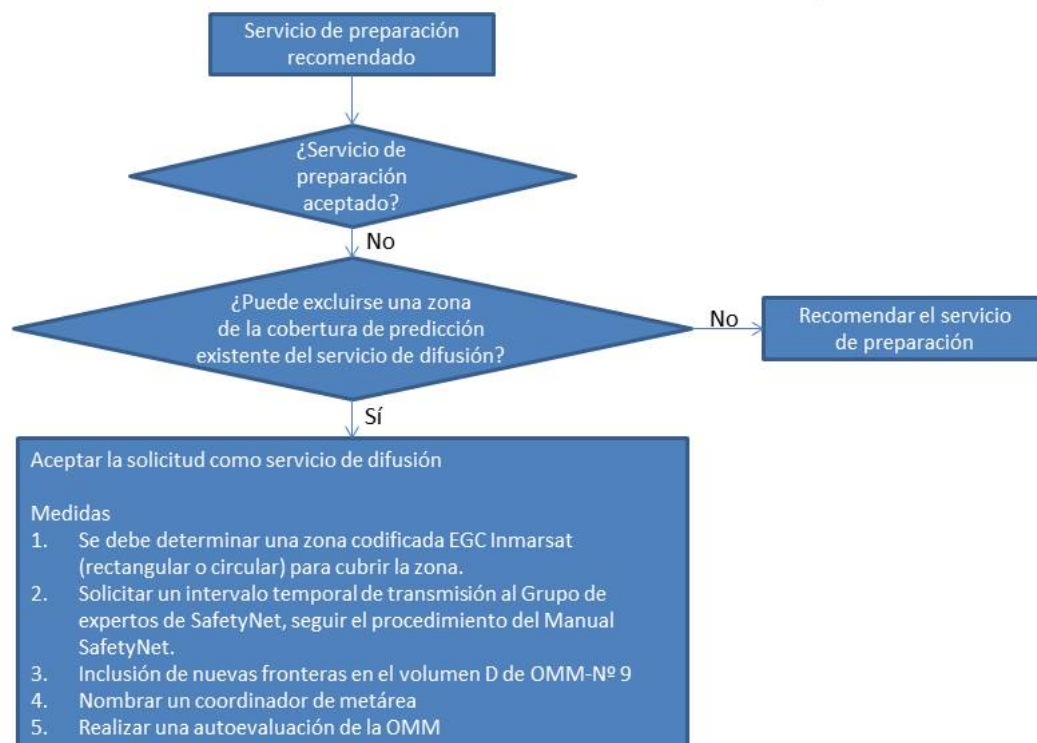 Servicio de preparación
recomendado
¿Servicio de
preparación
aceptado?
No
¿Puede excluirse una zona
de la cobertura de predicción
existente del servicio de difusión?
No
Recomendar el servicio
de preparación
Sí
Aceptar la solicitud como servicio de difusión
Medidas
1. Se debe determinar una zona codificada EGC Inmarsat
(rectangular o circular) para cubrir la zona.
2. Solicitar un intervalo temporal de transmisión al Grupo de
expertos de SafetyNet, seguir el procedimiento del Manual
SafetyNet.
3. Inclusión de nuevas fronteras en el volumen D de OMM-Nº 9
4. Nombrar un coordinador de metárea
5. Realizar una autoevaluación de la OMM